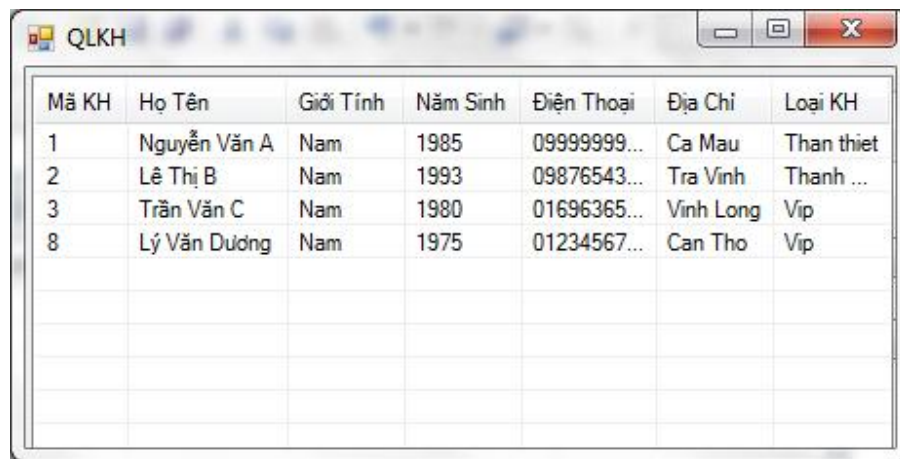 QLKH
Mã KH Họ Tên Giới Tính Năm Sinh Điện Thoại Địa Chỉ Loại KH
1 Nguyễn Văn A Nam 1985 09999999... Ca Mau Than thiet
2 Lê Thị B Nam 1993 09876543... Tra Vinh Thanh ...
3 Trần Văn C Nam 1980 01696365... Vinh Long Vip
8 Lý Văn Dương Nam 1975 01234567... Can Tho Vip